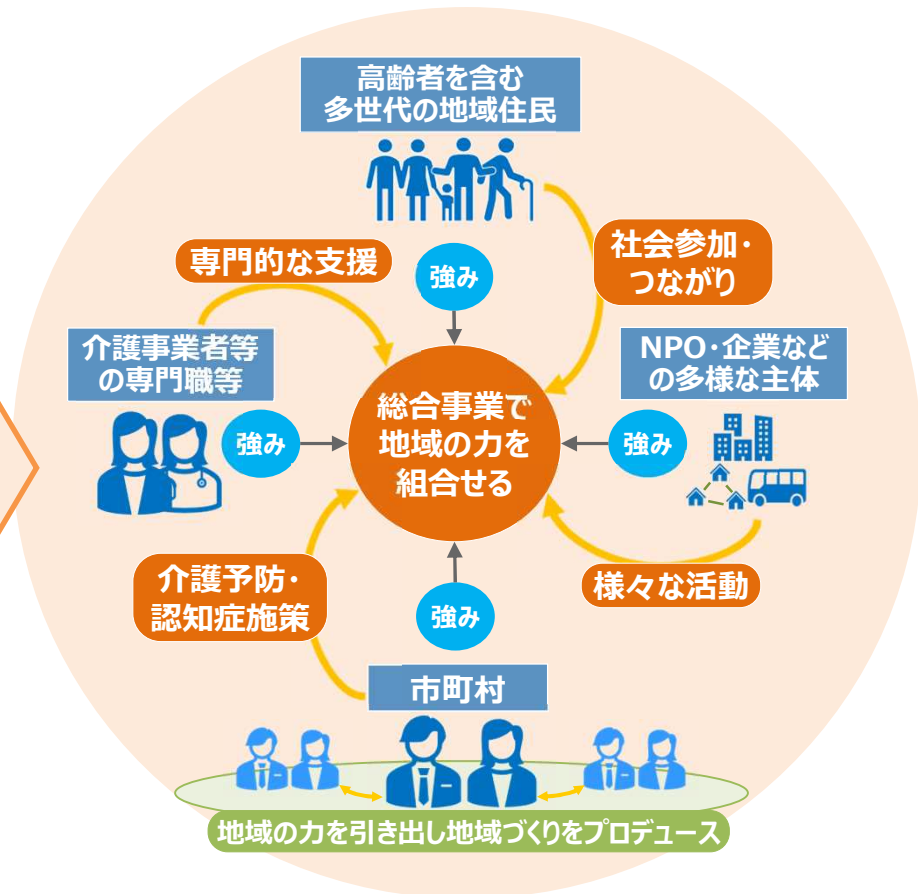 高齢者を含む
多世代の地域住民
専門的な支援
強み
社会参加・
つながり
介護事業者等
の専門職等
NPO・企業など
の多様な主体
強み
総合事業で
地域の力を
組合せる
強み
介護予防・
認知症施策
様々な活動
強み
市町村
地域の力を引き出し地域づくりをプロデュース